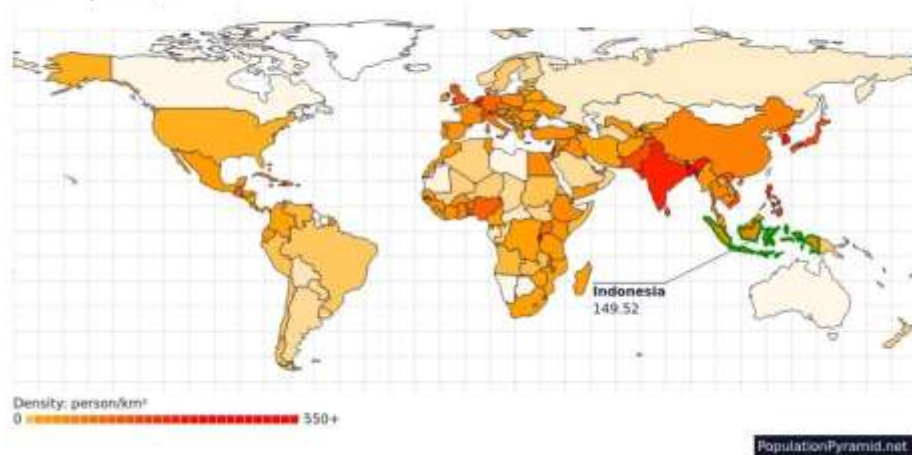 Indonesia
149.52
Density: person/km²
0 550+
PopulationPyramid.net